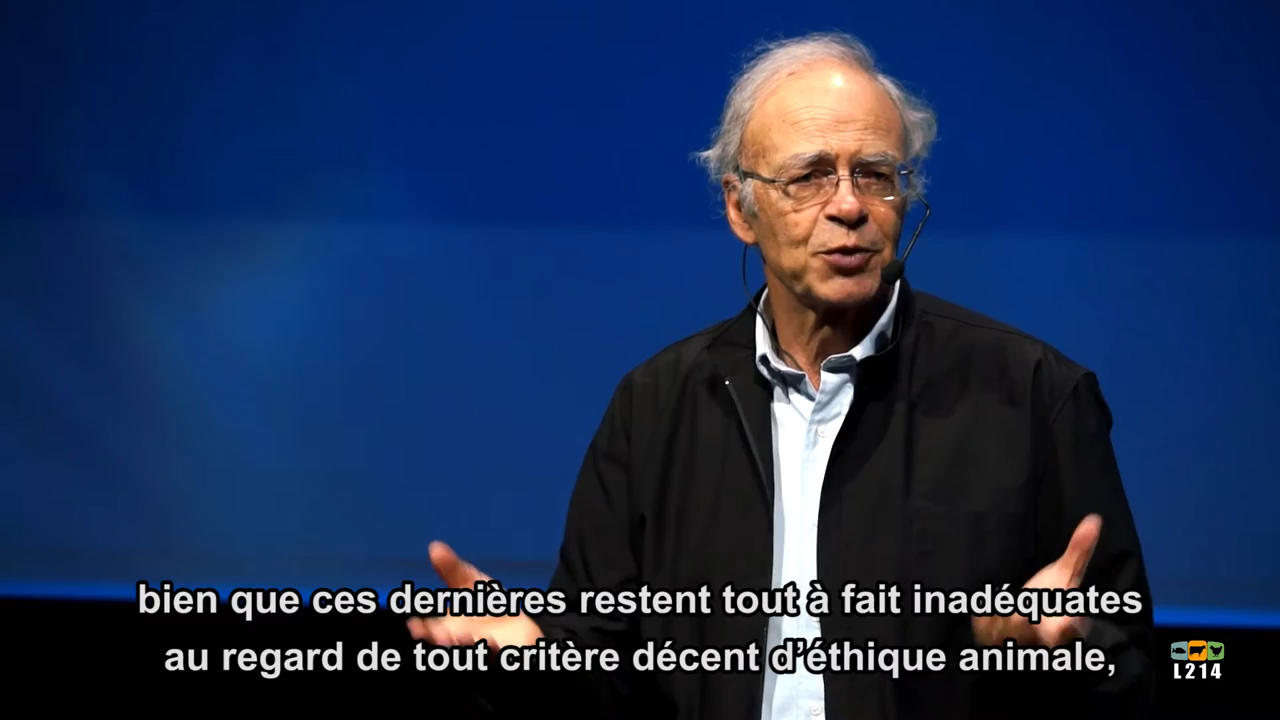 bien que ces dernières restent tout à fait inadéquates
au regard de tout critère décent d'éthique animale,
L214